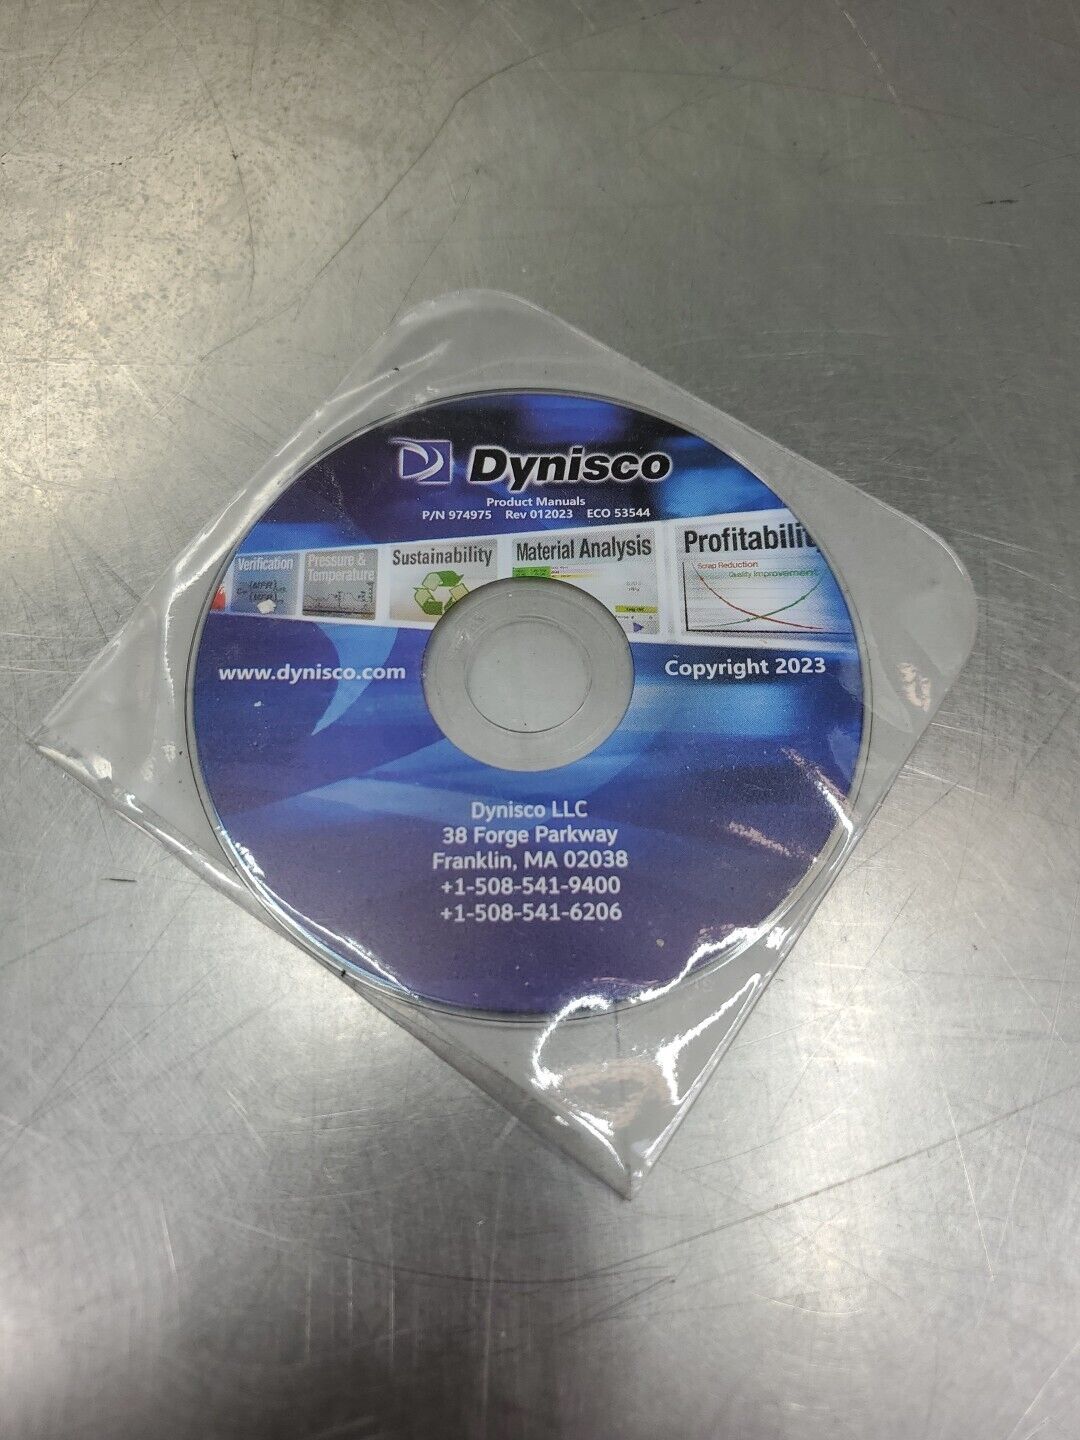 Dynisco
Product Manuals
P/N 974975 Rev 012023 ECO 53544
Verification
Pressure &
Temperature
Sustainability
Material Analysis
Profitability
Scrap Reduction
Quality Improvement
www.dynisco.com
Copyright 2023
Dynisco LLC
38 Forge Parkway
Franklin, MA 02038
+1-508-541-9400
+1-508-541-6206